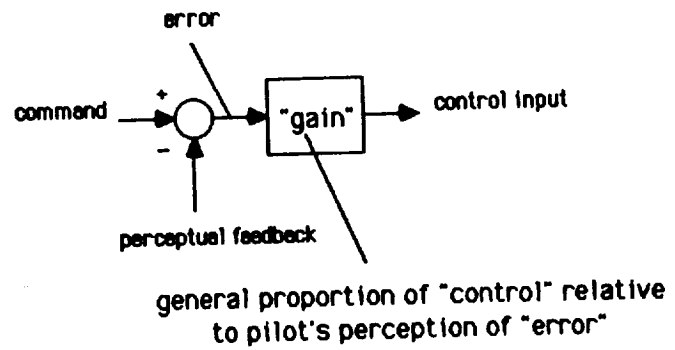 error
+
command
"gain"
control input
−
perceptual feedback
general proportion of "control" relative
to pilot's perception of "error"